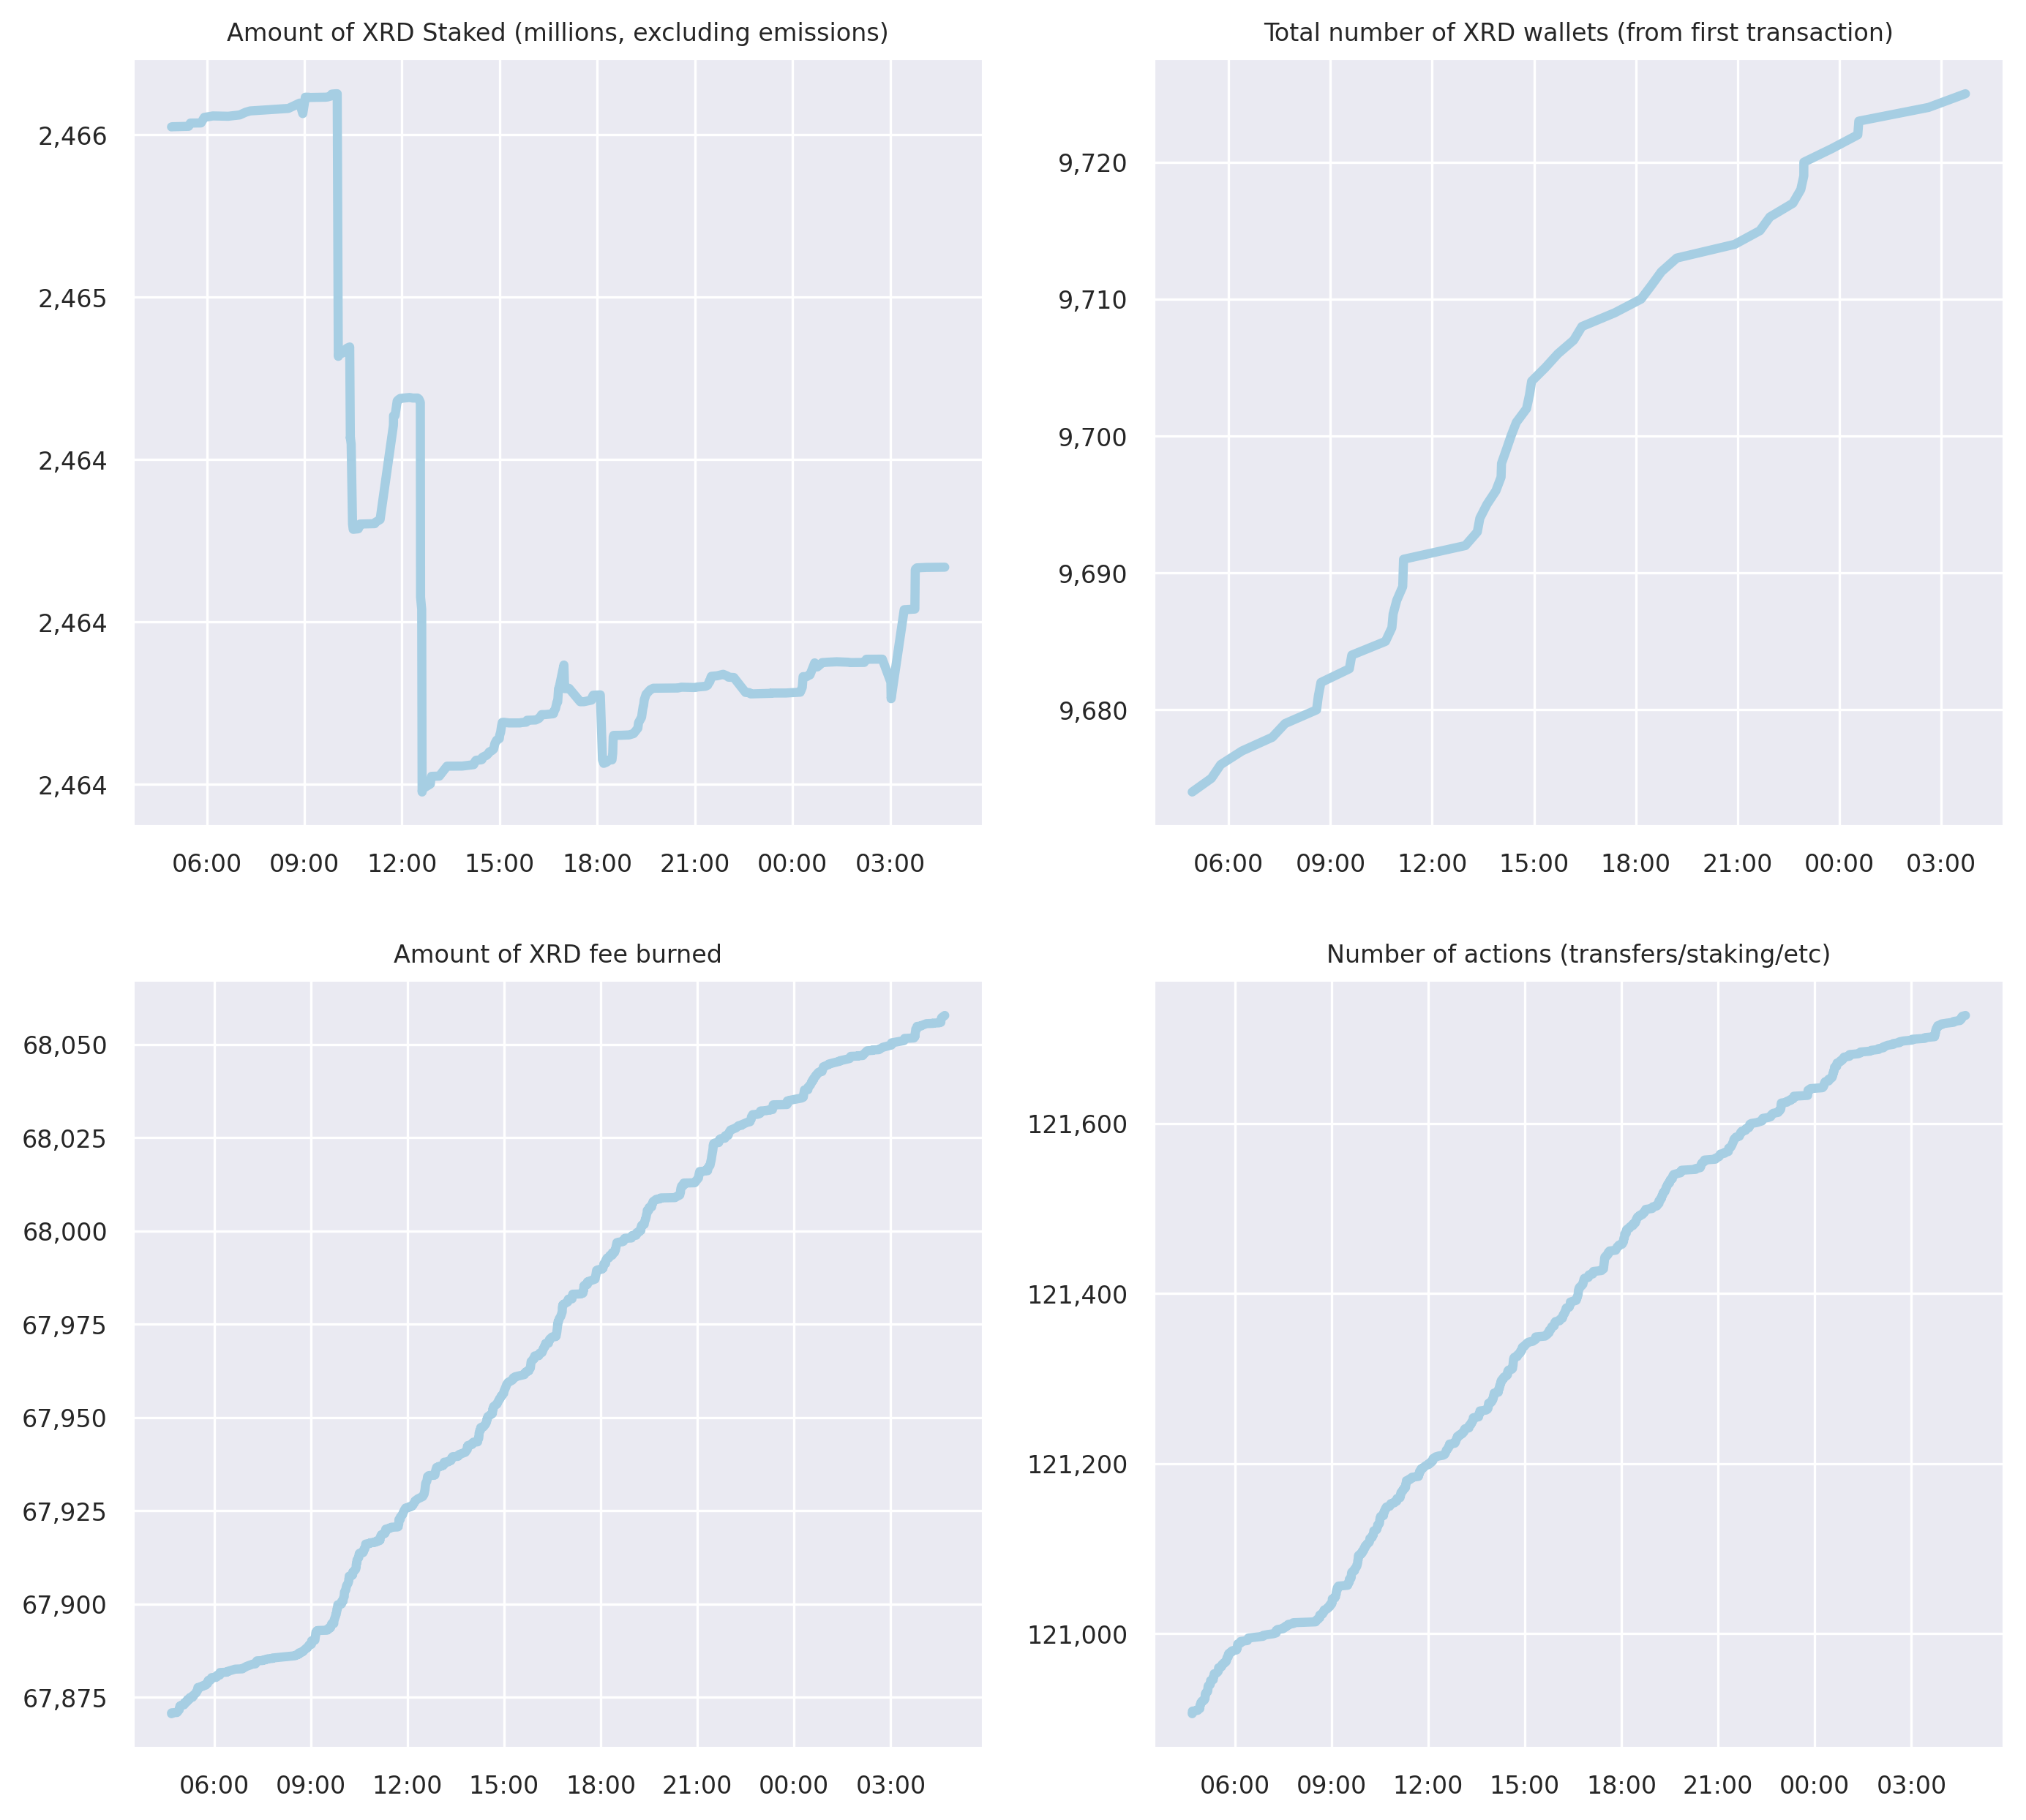 Amount of XRD Staked (millions, excluding emissions)
2,466
2,465
2,464
2,464
2,464
06:00 09:00 12:00 15:00 18:00 21:00 00:00 03:00
Total number of XRD wallets (from first transaction)
9,720
9,710
9,700
9,690
9,680
06:00 09:00 12:00 15:00 18:00 21:00 00:00 03:00
Amount of XRD fee burned
68,050
68,025
68,000
67,975
67,950
67,925
67,900
67,875
06:00 09:00 12:00 15:00 18:00 21:00 00:00 03:00
Number of actions (transfers/staking/etc)
121,600
121,400
121,200
121,000
06:00 09:00 12:00 15:00 18:00 21:00 00:00 03:00